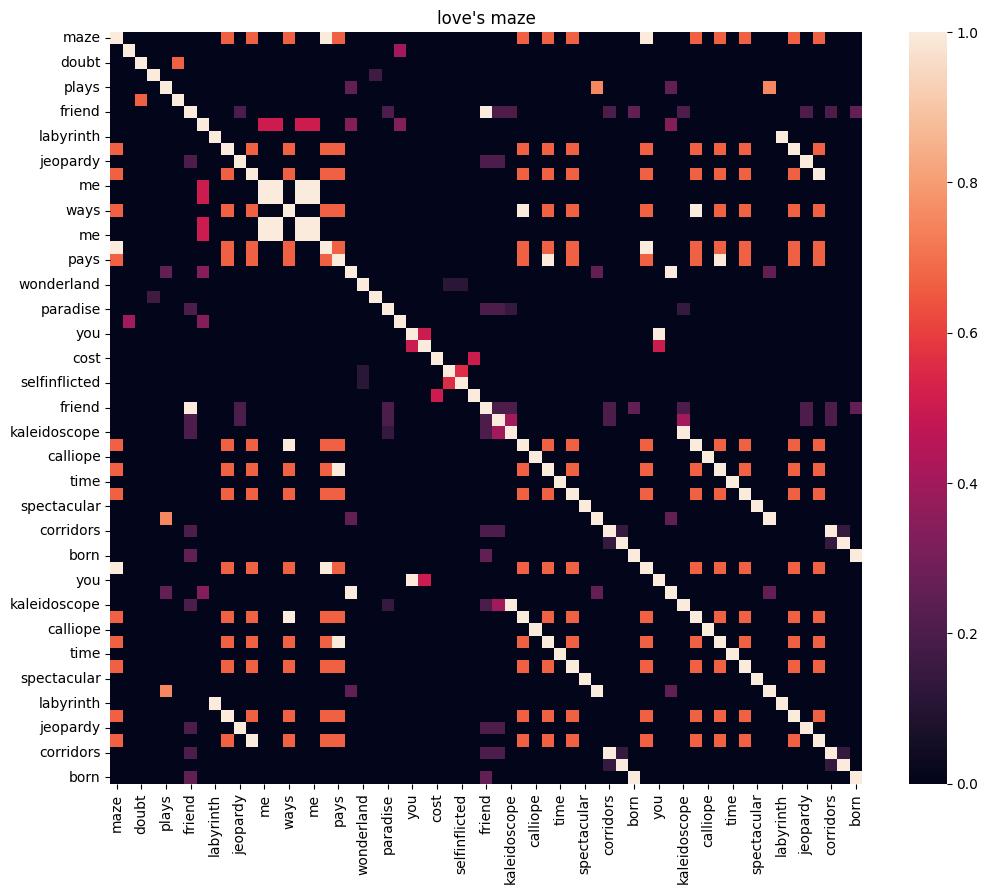 love's maze
maze
doubt
plays
friend
labyrinth
jeopardy
me
ways
me
pays
wonderland
paradise
you
cost
selfinflicted
friend
kaleidoscope
calliope
time
spectacular
corridors
born
you
kaleidoscope
calliope
time
spectacular
labyrinth
jeopardy
corridors
born
maze
doubt
plays
friend
labyrinth
jeopardy
me
ways
me
pays
wonderland
paradise
you
cost
selfinflicted
friend
kaleidoscope
calliope
time
spectacular
corridors
born
you
kaleidoscope
calliope
time
spectacular
labyrinth
jeopardy
corridors
born
1.0
0.8
0.6
0.4
0.2
0.0